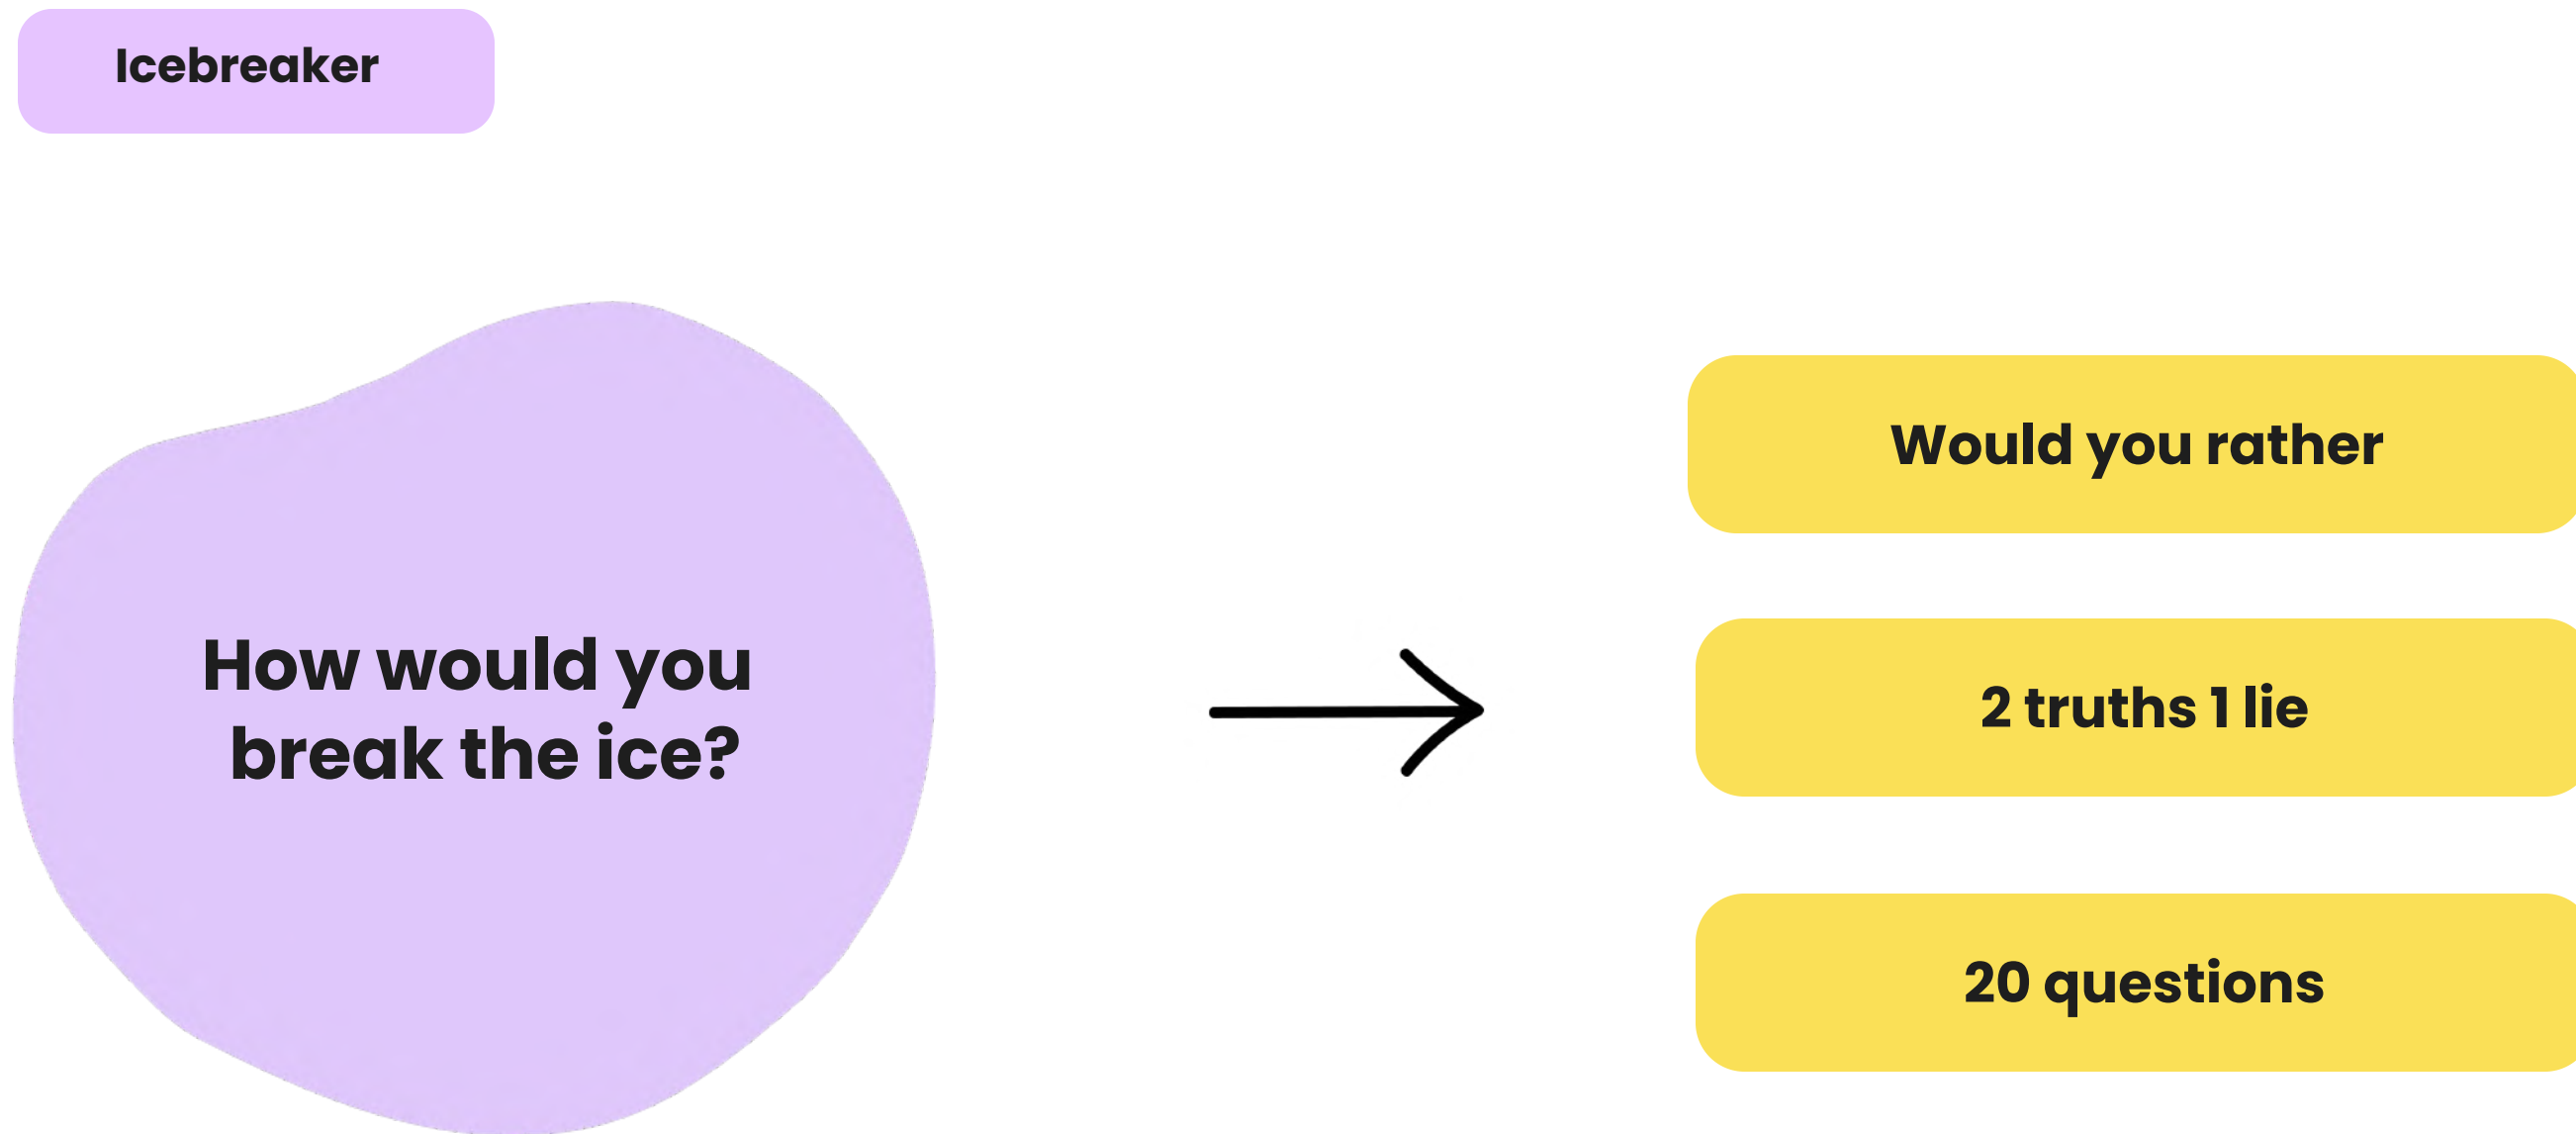 Icebreaker
How would you
break the ice?
Would you rather
2 truths 1 lie
20 questions